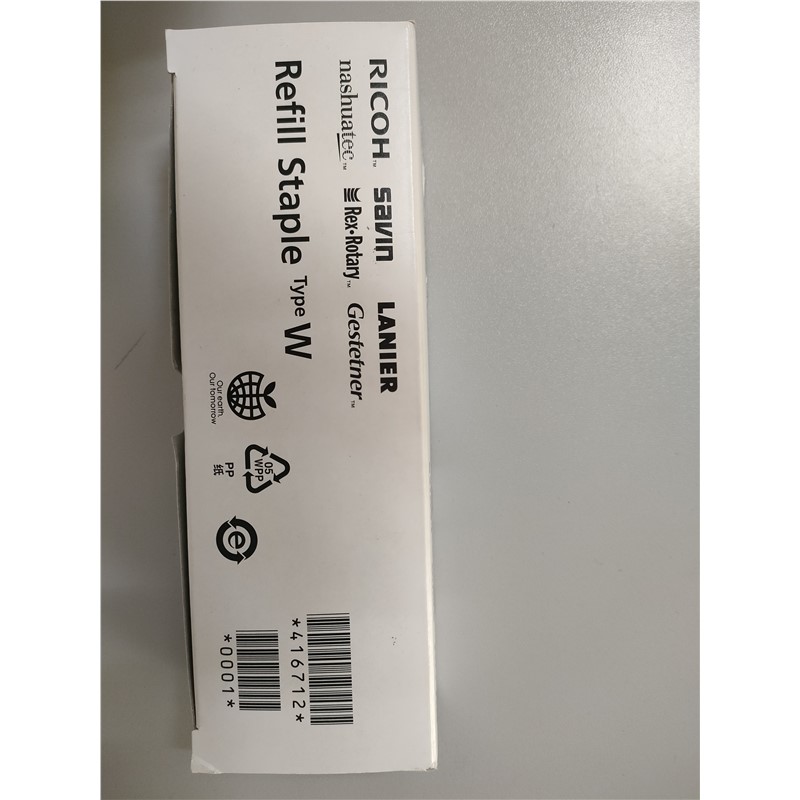 RICOH™ savin LANIER
nashuatec™ Rex·Rotary™ Gestetner™
Refill Staple Type W
Our earth,
Our tomorrow
05
WPP
PP
纸
e
*416712*
*0001*